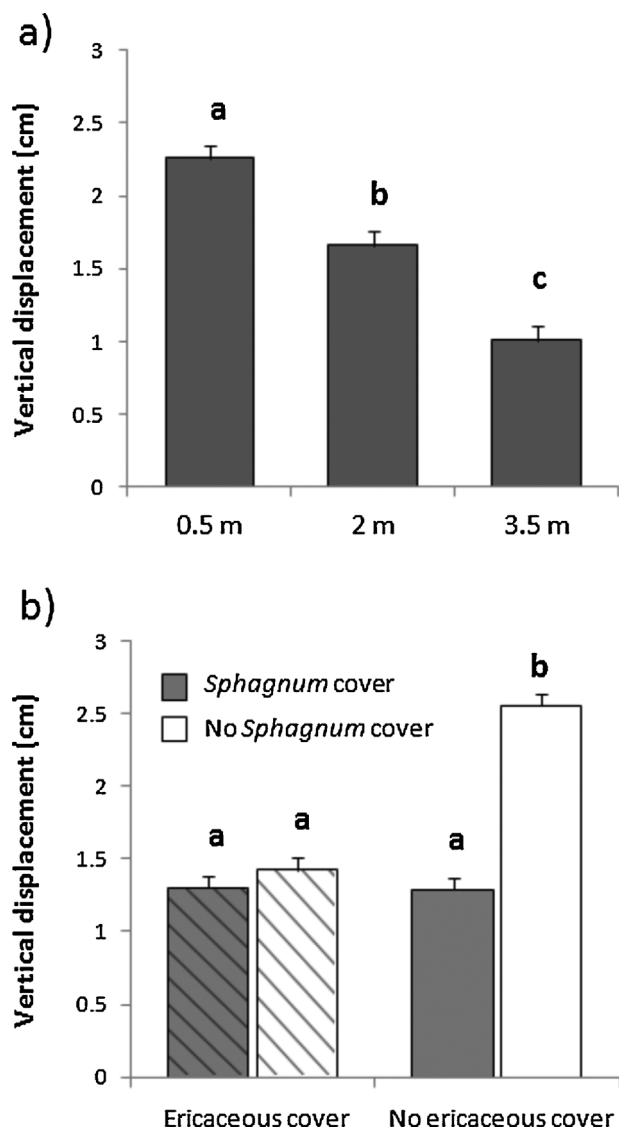 a)
Vertical displacement (cm)
3
2.5
2
1.5
1
0.5
0
a
b
c
0.5 m
2 m
3.5 m
b)
Vertical displacement (cm)
3
2.5
2
1.5
1
0.5
0
Sphagnum cover
No Sphagnum cover
a
a
a
b
Ericaceous cover
No ericaceous cover